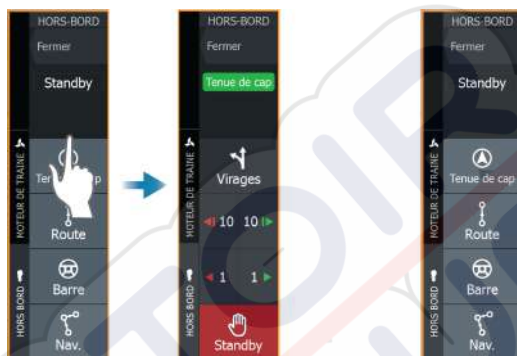 HORS-BORD
Fermer
Standby
MOTEUR DE TRAINE
Route
HORS BORD
Barre
Nav.
HORS-BORD
Fermer
Tenue de cap
MOTEUR DE TRAINE
Virages
10 10
HORS BORD
1 1
Standby
HORS-BORD
Fermer
Standby
MOTEUR DE TRAINE
Tenue de cap
Route
HORS BORD
Barre
Nav.